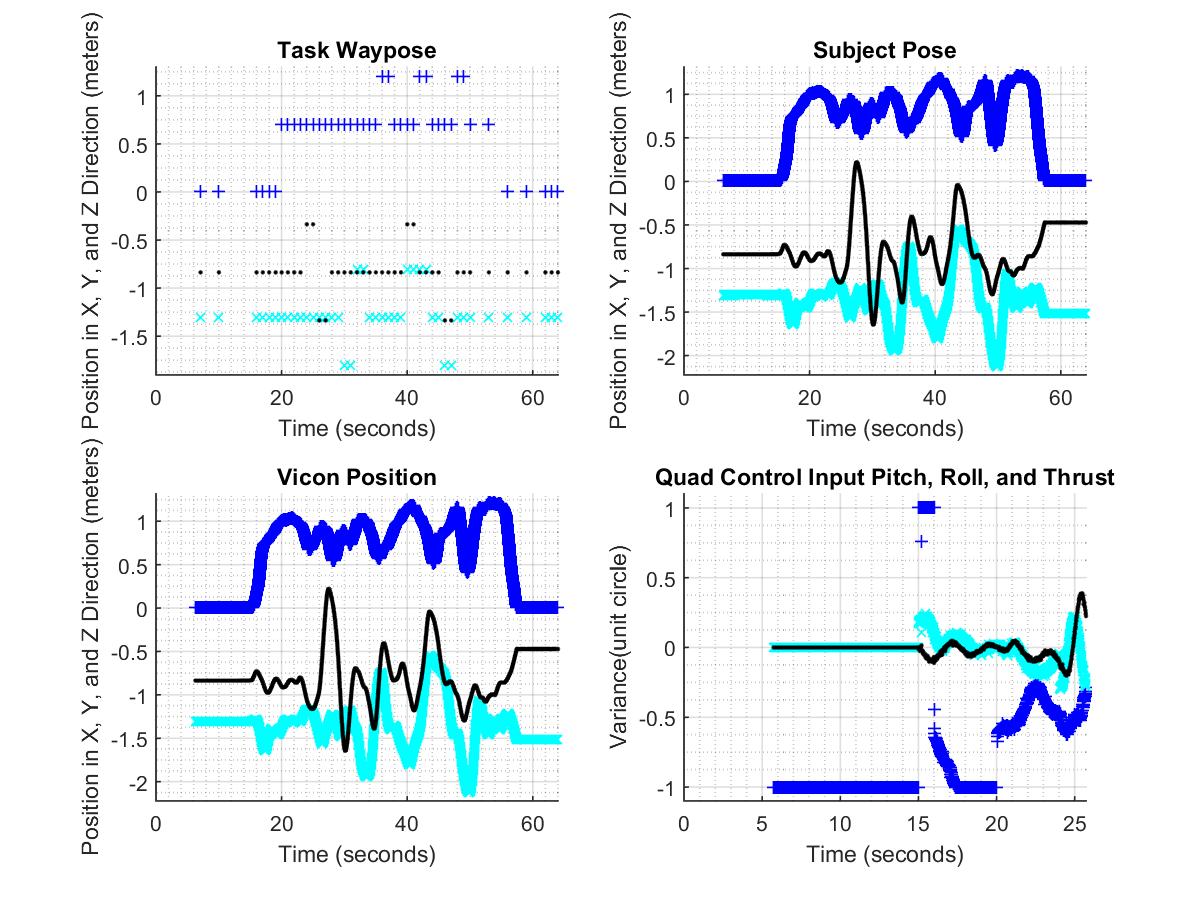 Task Waypose
Position in X, Y, and Z Direction (meters)
1
0.5
0
-0.5
-1
-1.5
0 20 40 60
Time (seconds)
Subject Pose
Position in X, Y, and Z Direction (meters)
1
0.5
0
-0.5
-1
-1.5
-2
0 20 40 60
Time (seconds)
Vicon Position
Position in X, Y, and Z Direction (meters)
1
0.5
0
-0.5
-1
-1.5
-2
0 20 40 60
Time (seconds)
Quad Control Input Pitch, Roll, and Thrust
Variance(unit circle)
1
0.5
0
-0.5
-1
0 5 10 15 20 25
Time (seconds)